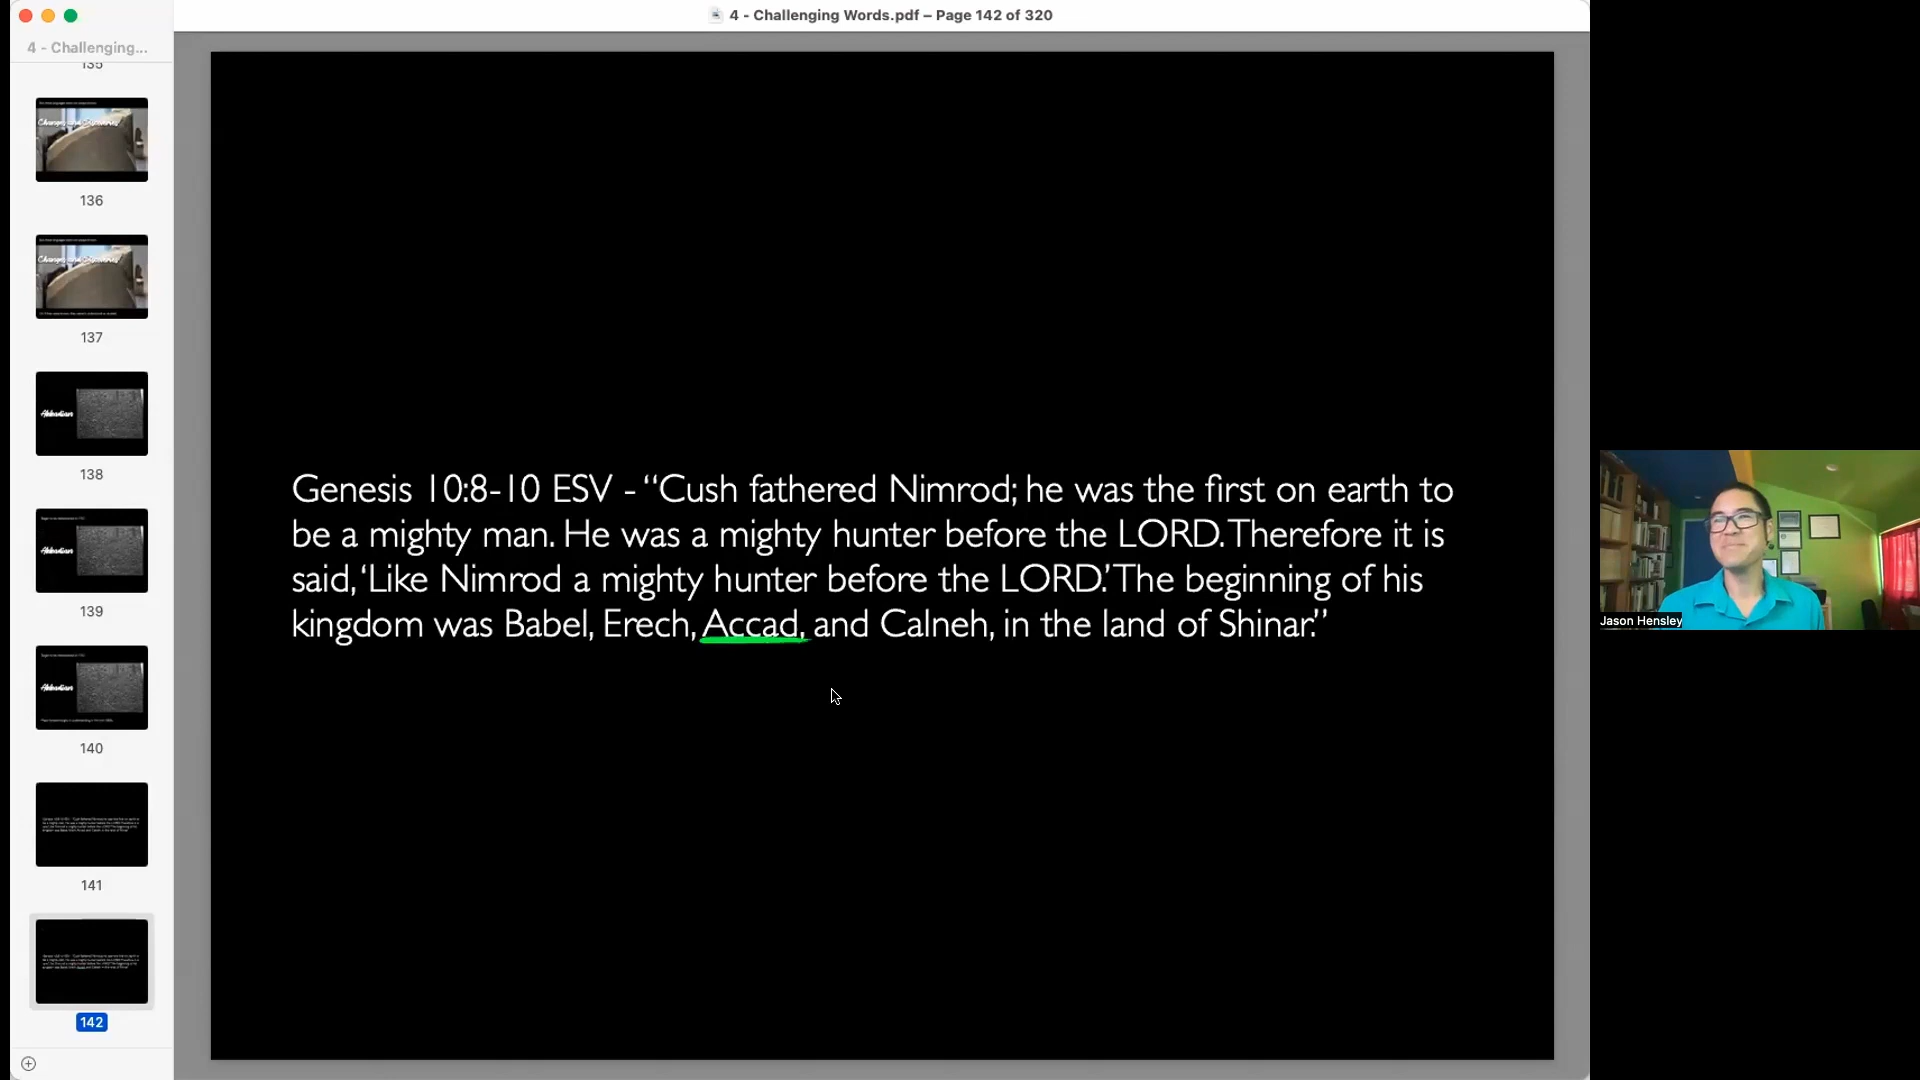 4 - Challenging Words.pdf – Page 142 of 320
4 - Challenging...
135
136
137
138
139
140
141
142
Genesis 10:8-10 ESV - “Cush fathered Nimrod; he was the first on earth to
be a mighty man. He was a mighty hunter before the LORD. Therefore it is
said, ‘Like Nimrod a mighty hunter before the LORD.’ The beginning of his
kingdom was Babel, Erech, Accad, and Calneh, in the land of Shinar.”
Jason Hensley